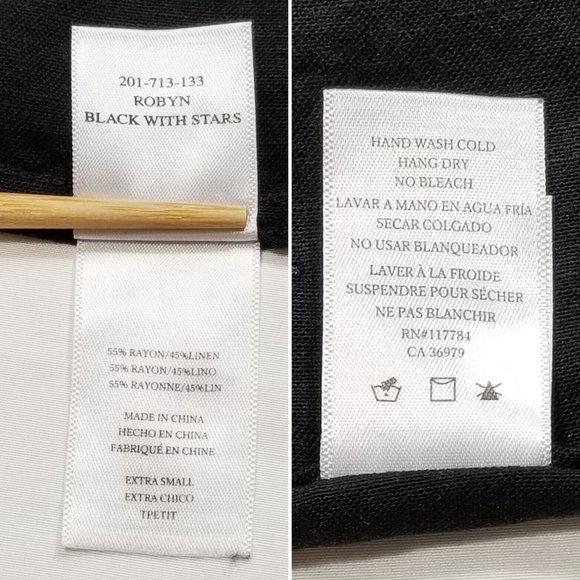 201-713-133
ROBYN
BLACK WITH STARS
55% RAYON/45%LINEN
55% RAYON/45%LINO
55% RAYONNE/45%LIN
MADE IN CHINA
HECHO EN CHINA
FABRIQUÉ EN CHINE
EXTRA SMALL
EXTRA CHICO
TPETIT
HAND WASH COLD
HANG DRY
NO BLEACH
LAVAR A MANO EN AGUA FRÍA
SECAR COLGADO
NO USAR BLANQUEADOR
LAVER À LA FROIDE
SUSPENDRE POUR SÉCHER
NE PAS BLANCHIR
RN#117784
CA 36979